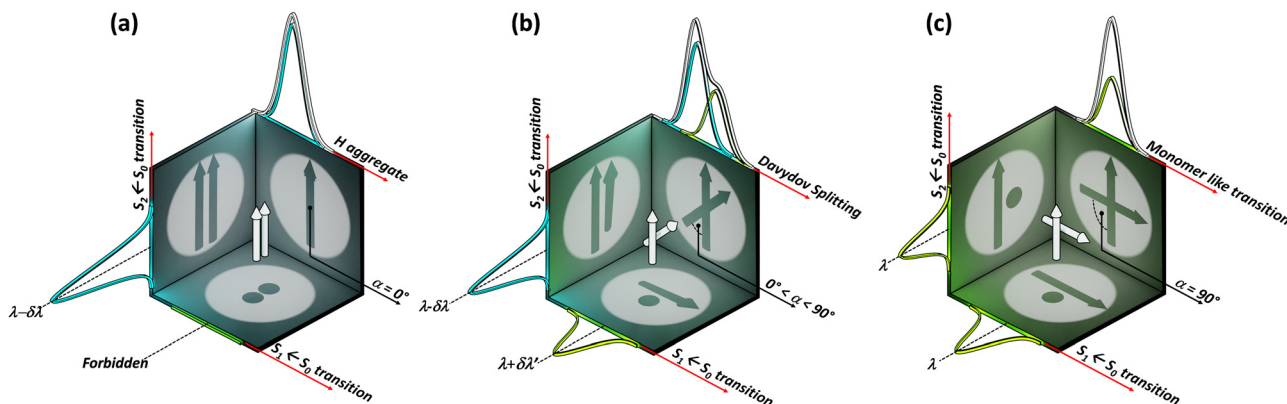 (a)
S₂ ← S₀ transition
H aggregate
λ−δλ
α = 0°
Forbidden
S₁ ← S₀ transition
(b)
S₂ ← S₀ transition
Davydov Splitting
λ-δλ
0° < α < 90°
λ+δλ'
S₁ ← S₀ transition
(c)
S₂ ← S₀ transition
Monomer like transition
λ
α = 90°
λ
S₁ ← S₀ transition